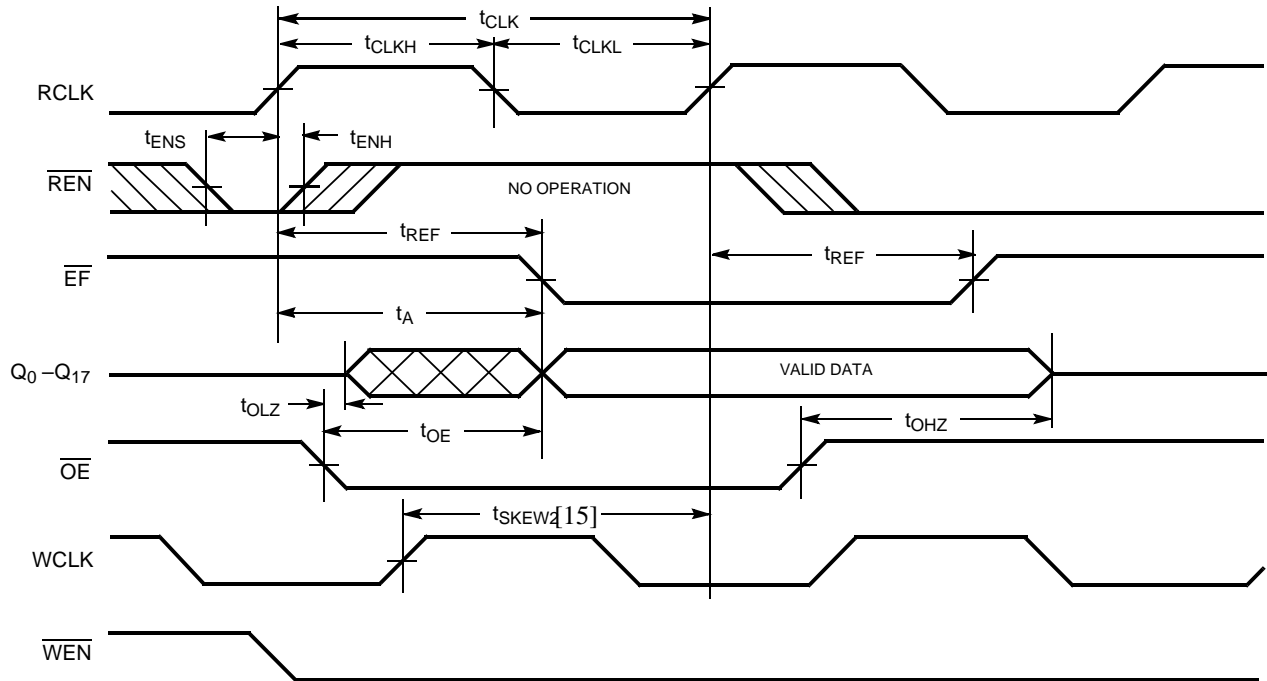 tCLK
tCLKH
tCLKL
RCLK
tENS
tENH
REN
NO OPERATION
tREF
tREF
EF
tA
Q0 –Q17
VALID DATA
tOLZ
tOE
tOHZ
OE
tSKEW2[15]
WCLK
WEN